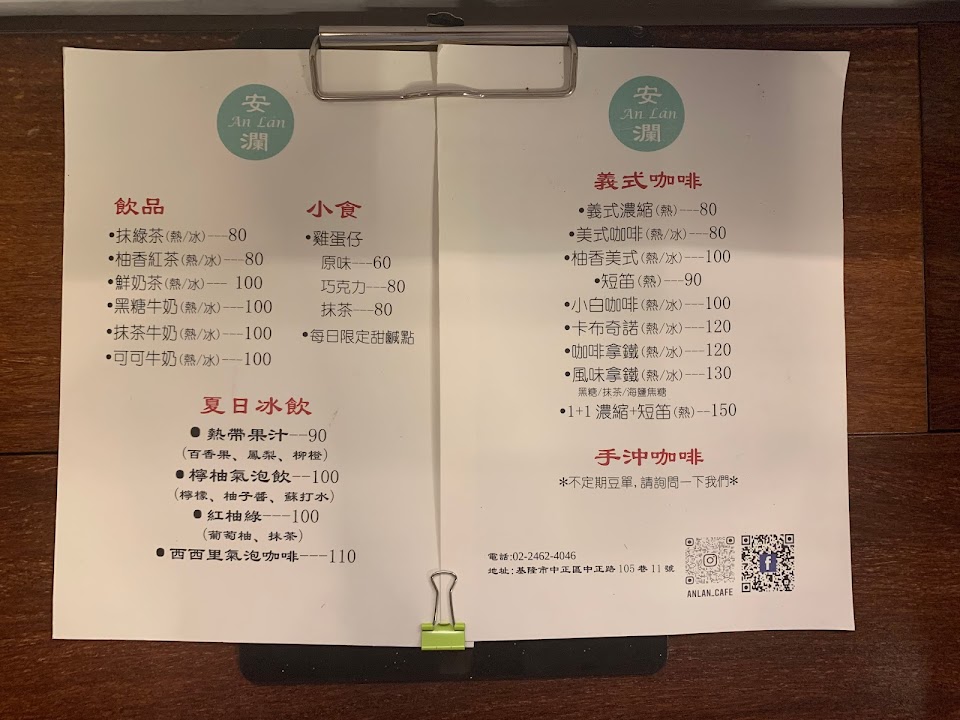 安
An Lan
瀾
飲品
•抹綠茶(熱/冰)---80
•柚香紅茶(熱/冰)---80
•鮮奶茶(熱/冰)--- 100
•黑糖牛奶(熱/冰)---100
•抹茶牛奶(熱/冰)---100
•可可牛奶(熱/冰)---100
小食
•雞蛋仔
原味---60
巧克力---80
抹茶---80
•每日限定甜鹹點
夏日冰飲
•熱帶果汁--90
(百香果、鳳梨、柳橙)
•檸柚氣泡飲--100
(檸檬、柚子醬、蘇打水)
•紅柚綠---100
(葡萄柚、抹茶)
•西西里氣泡咖啡---110
安
An Lan
瀾
義式咖啡
•義式濃縮(熱)---80
•美式咖啡(熱/冰)---80
•柚香美式(熱/冰)---100
•短笛(熱)---90
•小白咖啡(熱/冰)---100
•卡布奇諾(熱/冰)---120
•咖啡拿鐵(熱/冰)---120
•風味拿鐵(熱/冰)---130
黑糖/抹茶/海鹽焦糖
•1+1 濃縮+短笛(熱)--150
手沖咖啡
*不定期豆單,請詢問一下我們*
電話:02-2462-4046
地址:基隆市中正區中正路 105 巷 11 號
ANLAN_CAFE